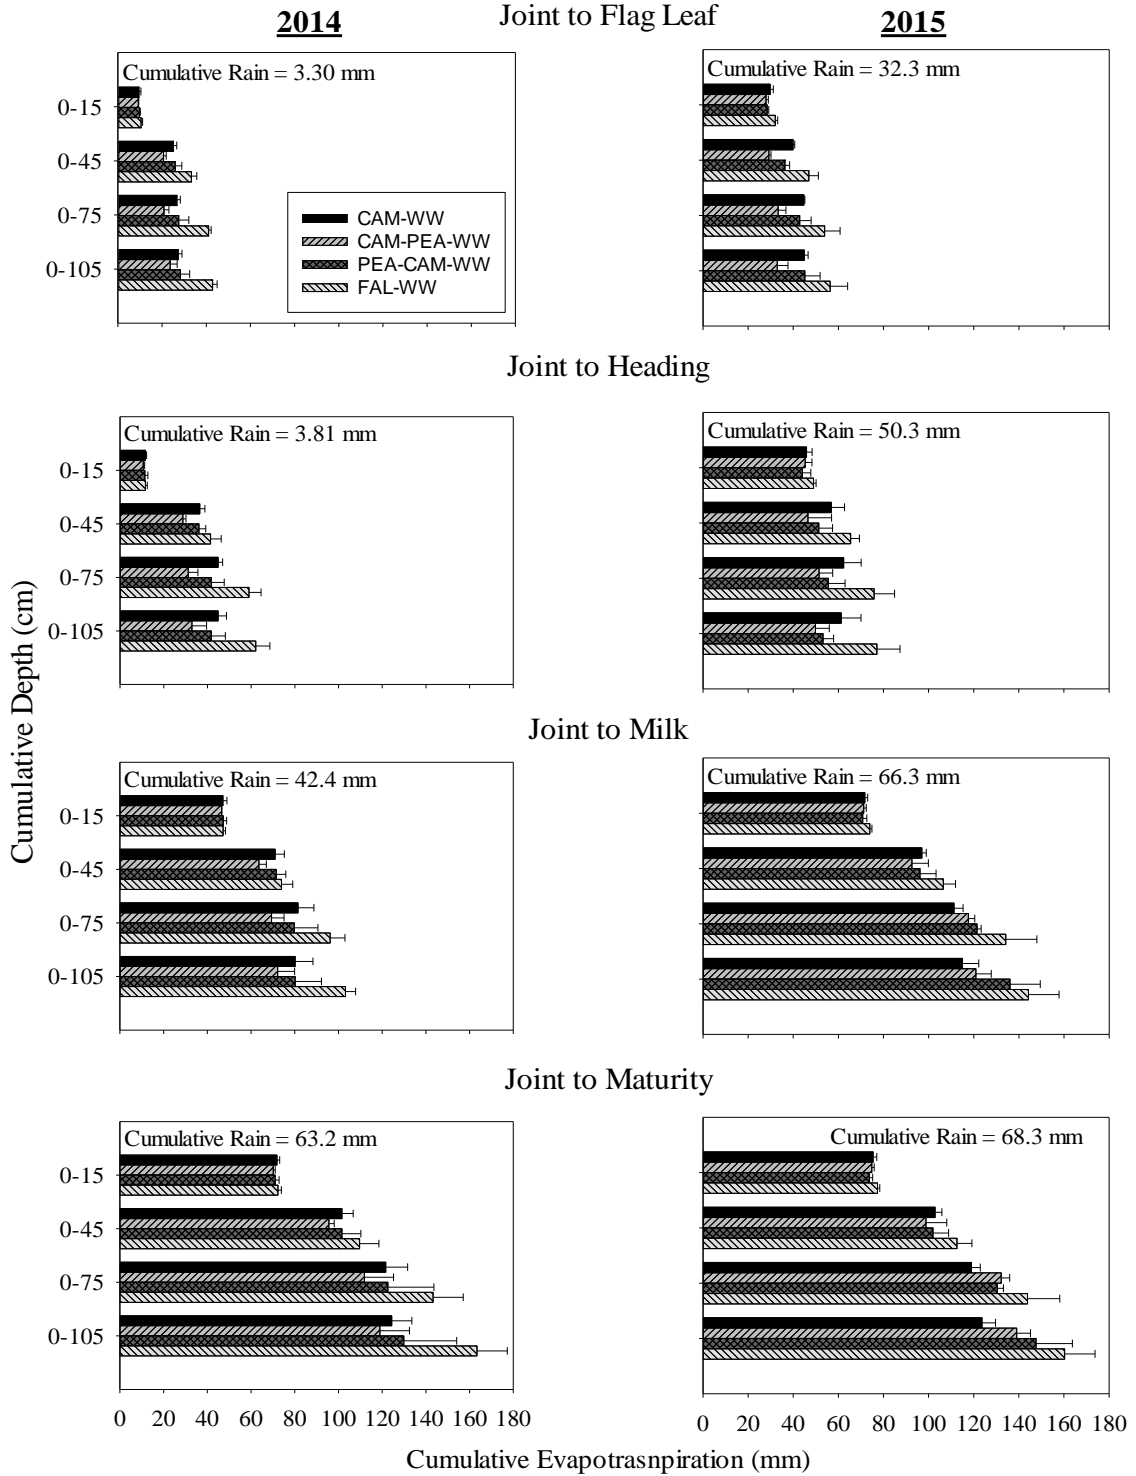 Joint to Flag Leaf
2014
2015
Cumulative Rain = 3.30 mm
0-15
0-45
0-75
0-105
CAM-WW
CAM-PEA-WW
PEA-CAM-WW
FAL-WW
Cumulative Rain = 32.3 mm
Joint to Heading
Cumulative Rain = 3.81 mm
0-15
0-45
0-75
0-105
Cumulative Rain = 50.3 mm
Cumulative Depth (cm)
Joint to Milk
Cumulative Rain = 42.4 mm
0-15
0-45
0-75
0-105
Cumulative Rain = 66.3 mm
Joint to Maturity
Cumulative Rain = 63.2 mm
0-15
0-45
0-75
0-105
0 20 40 60 80 100 120 140 160 180
Cumulative Rain = 68.3 mm
0 20 40 60 80 100 120 140 160 180
Cumulative Evapotrasnpiration (mm)